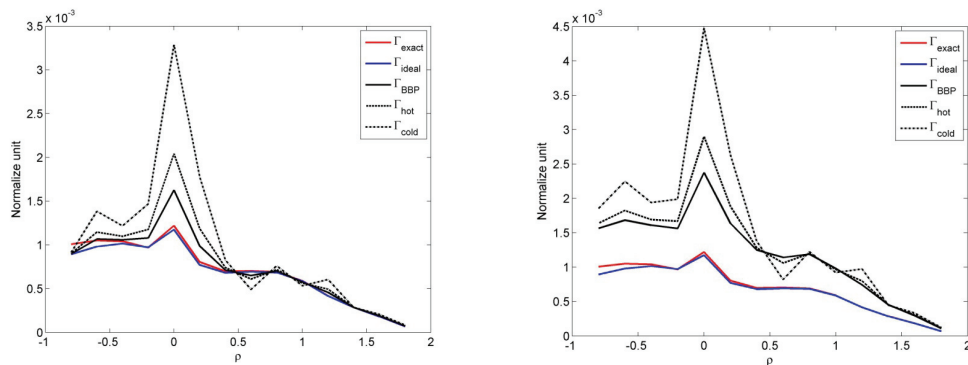 x 10⁻³
3.5
3
2.5
2
1.5
1
0.5
0
-1
-0.5
0
0.5
1
1.5
2
Normalize unit
ρ
Γexact
Γideal
ΓBBP
Γhot
Γcold
x 10⁻³
4.5
4
3.5
3
2.5
2
1.5
1
0.5
0
-1
-0.5
0
0.5
1
1.5
2
Normalize unit
ρ
Γexact
Γideal
ΓBBP
Γhot
Γcold